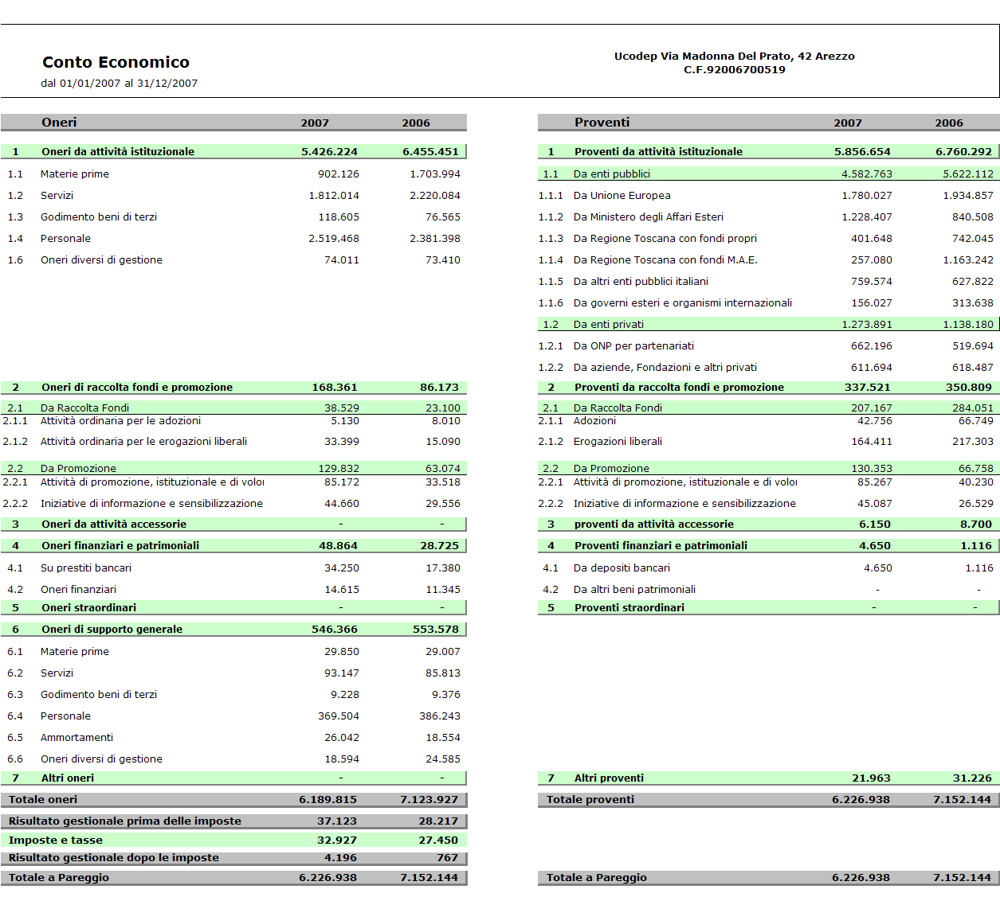 Conto Economico
dal 01/01/2007 al 31/12/2007
Ucodep Via Madonna Del Prato, 42 Arezzo
C.F.92006700519
Oneri 2007 2006
1 Oneri da attività istituzionale 5.426.224 6.455.451
1.1 Materie prime 902.126 1.703.994
1.2 Servizi 1.812.014 2.220.084
1.3 Godimento beni di terzi 118.605 76.565
1.4 Personale 2.519.468 2.381.398
1.6 Oneri diversi di gestione 74.011 73.410
2 Oneri di raccolta fondi e promozione 168.361 86.173
2.1 Da Raccolta Fondi 38.529 23.100
2.1.1 Attività ordinaria per le adozioni 5.130 8.010
2.1.2 Attività ordinaria per le erogazioni liberali 33.399 15.090
2.2 Da Promozione 129.832 63.074
2.2.1 Attività di promozione, istituzionale e di volor 85.172 33.518
2.2.2 Iniziative di informazione e sensibilizzazione 44.660 29.556
3 Oneri da attività accessorie - -
4 Oneri finanziari e patrimoniali 48.864 28.725
4.1 Su prestiti bancari 34.250 17.380
4.2 Oneri finanziari 14.615 11.345
5 Oneri straordinari - -
6 Oneri di supporto generale 546.366 553.578
6.1 Materie prime 29.850 29.007
6.2 Servizi 93.147 85.813
6.3 Godimento beni di terzi 9.228 9.376
6.4 Personale 369.504 386.243
6.5 Ammortamenti 26.042 18.554
6.6 Oneri diversi di gestione 18.594 24.585
7 Altri oneri - -
Totale oneri 6.189.815 7.123.927
Risultato gestionale prima delle imposte 37.123 28.217
Imposte e tasse 32.927 27.450
Risultato gestionale dopo le imposte 4.196 767
Totale a Pareggio 6.226.938 7.152.144
Proventi 2007 2006
1 Proventi da attività istituzionale 5.856.654 6.760.292
1.1 Da enti pubblici 4.582.763 5.622.112
1.1.1 Da Unione Europea 1.780.027 1.934.857
1.1.2 Da Ministero degli Affari Esteri 1.228.407 840.508
1.1.3 Da Regione Toscana con fondi propri 401.648 742.045
1.1.4 Da Regione Toscana con fondi M.A.E. 257.080 1.163.242
1.1.5 Da altri enti pubblici italiani 759.574 627.822
1.1.6 Da governi esteri e organismi internazionali 156.027 313.638
1.2 Da enti privati 1.273.891 1.138.180
1.2.1 Da ONP per partenariati 662.196 519.694
1.2.2 Da aziende, Fondazioni e altri privati 611.694 618.487
2 Proventi da raccolta fondi e promozione 337.521 350.809
2.1 Da Raccolta Fondi 207.167 284.051
2.1.1 Adozioni 42.756 66.749
2.1.2 Erogazioni liberali 164.411 217.303
2.2 Da Promozione 130.353 66.758
2.2.1 Attività di promozione, istituzionale e di volor 85.267 40.230
2.2.2 Iniziative di informazione e sensibilizzazione 45.087 26.529
3 proventi da attività accessorie 6.150 8.700
4 Proventi finanziari e patrimoniali 4.650 1.116
4.1 Da depositi bancari 4.650 1.116
4.2 Da altri beni patrimoniali - -
5 Proventi straordinari - -
7 Altri proventi 21.963 31.226
Totale proventi 6.226.938 7.152.144
Totale a Pareggio 6.226.938 7.152.144